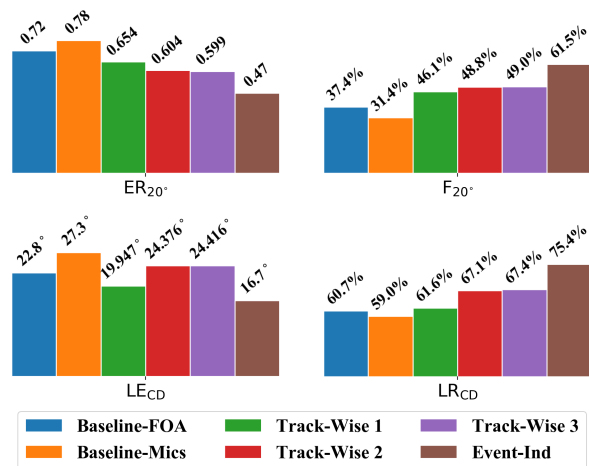 0.72 0.78 0.654 0.604 0.599 0.47
ER20°
37.4% 31.4% 46.1% 48.8% 49.0% 61.5%
F20°
22.8° 27.3° 19.947° 24.376° 24.416° 16.7°
LECD
60.7% 59.0% 61.6% 67.1% 67.4% 75.4%
LRCD
Baseline-FOA Track-Wise 1 Track-Wise 3
Baseline-Mics Track-Wise 2 Event-Ind